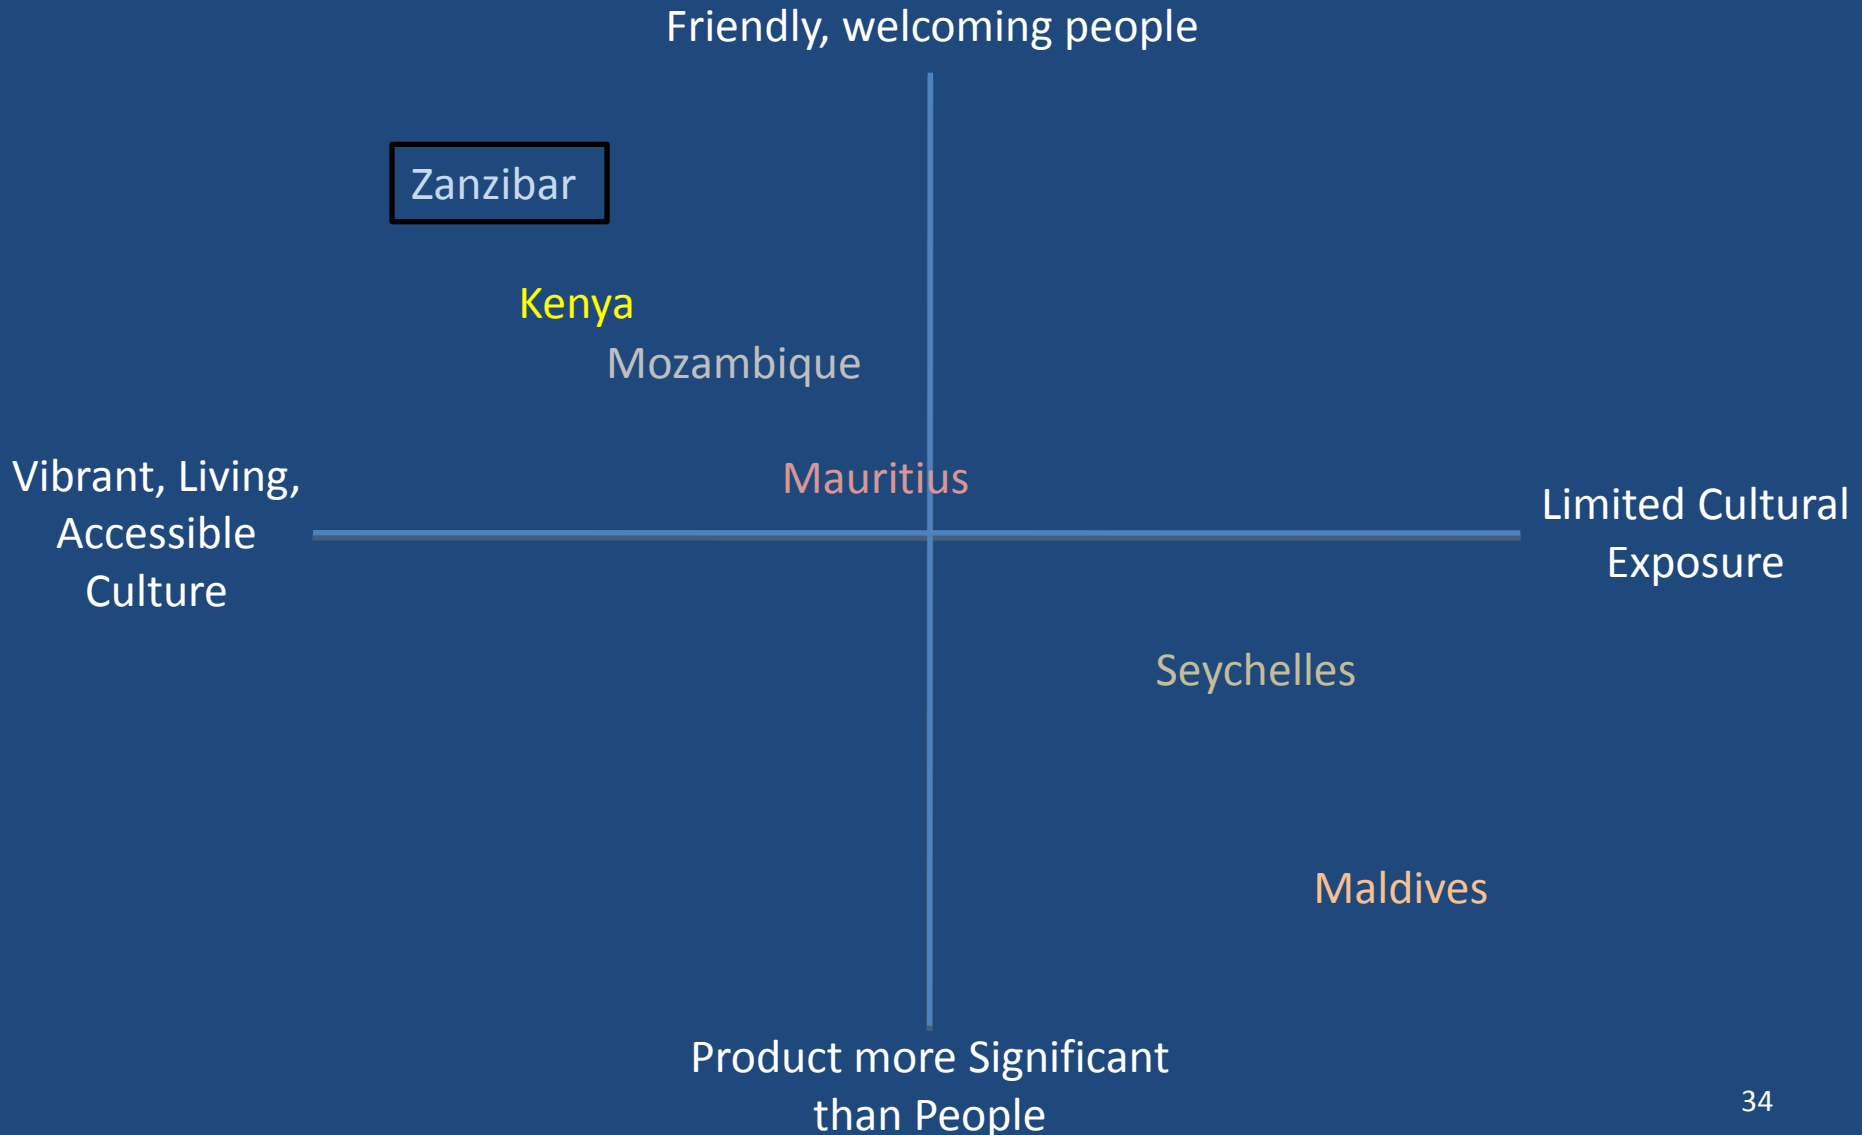 Friendly, welcoming people
Zanzibar
Kenya
Mozambique
Mauritius
Vibrant, Living,
Accessible
Culture
Limited Cultural
Exposure
Seychelles
Maldives
Product more Significant
than People
34